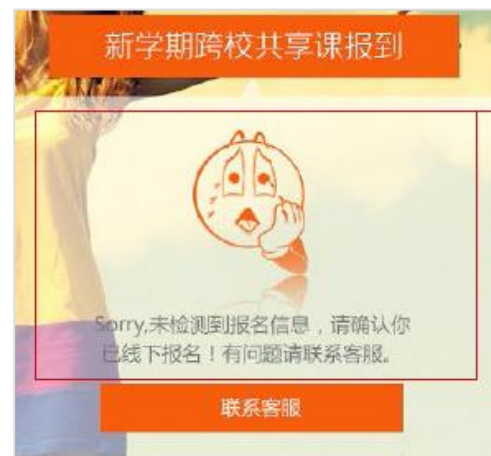 新学期跨校共享课报到
Sorry,未检测到报名信息，请确认你
已线下报名！有问题请联系客服。
联系客服